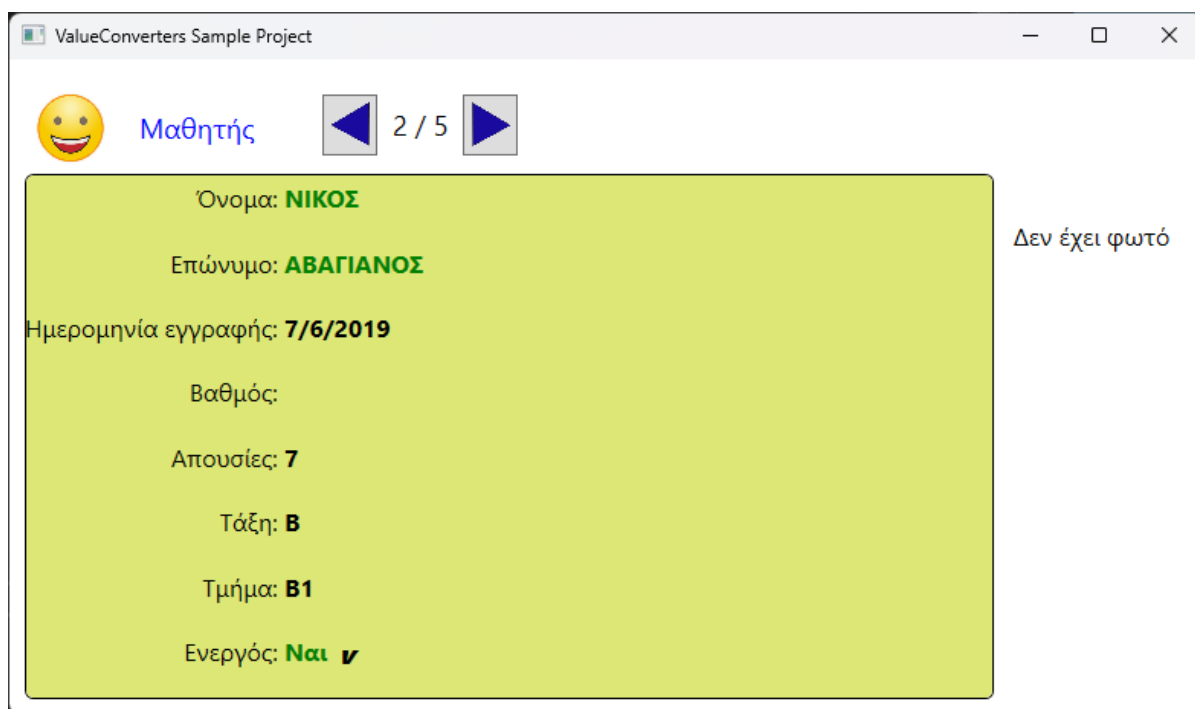 ValueConverters Sample Project
Μαθητής 2 / 5
Όνομα: ΝΙΚΟΣ
Επώνυμο: ΑΒΑΓΙΑΝΟΣ
Ημερομηνία εγγραφής: 7/6/2019
Βαθμός:
Απουσίες: 7
Τάξη: Β
Τμήμα: Β1
Ενεργός: Ναι v
Δεν έχει φωτό